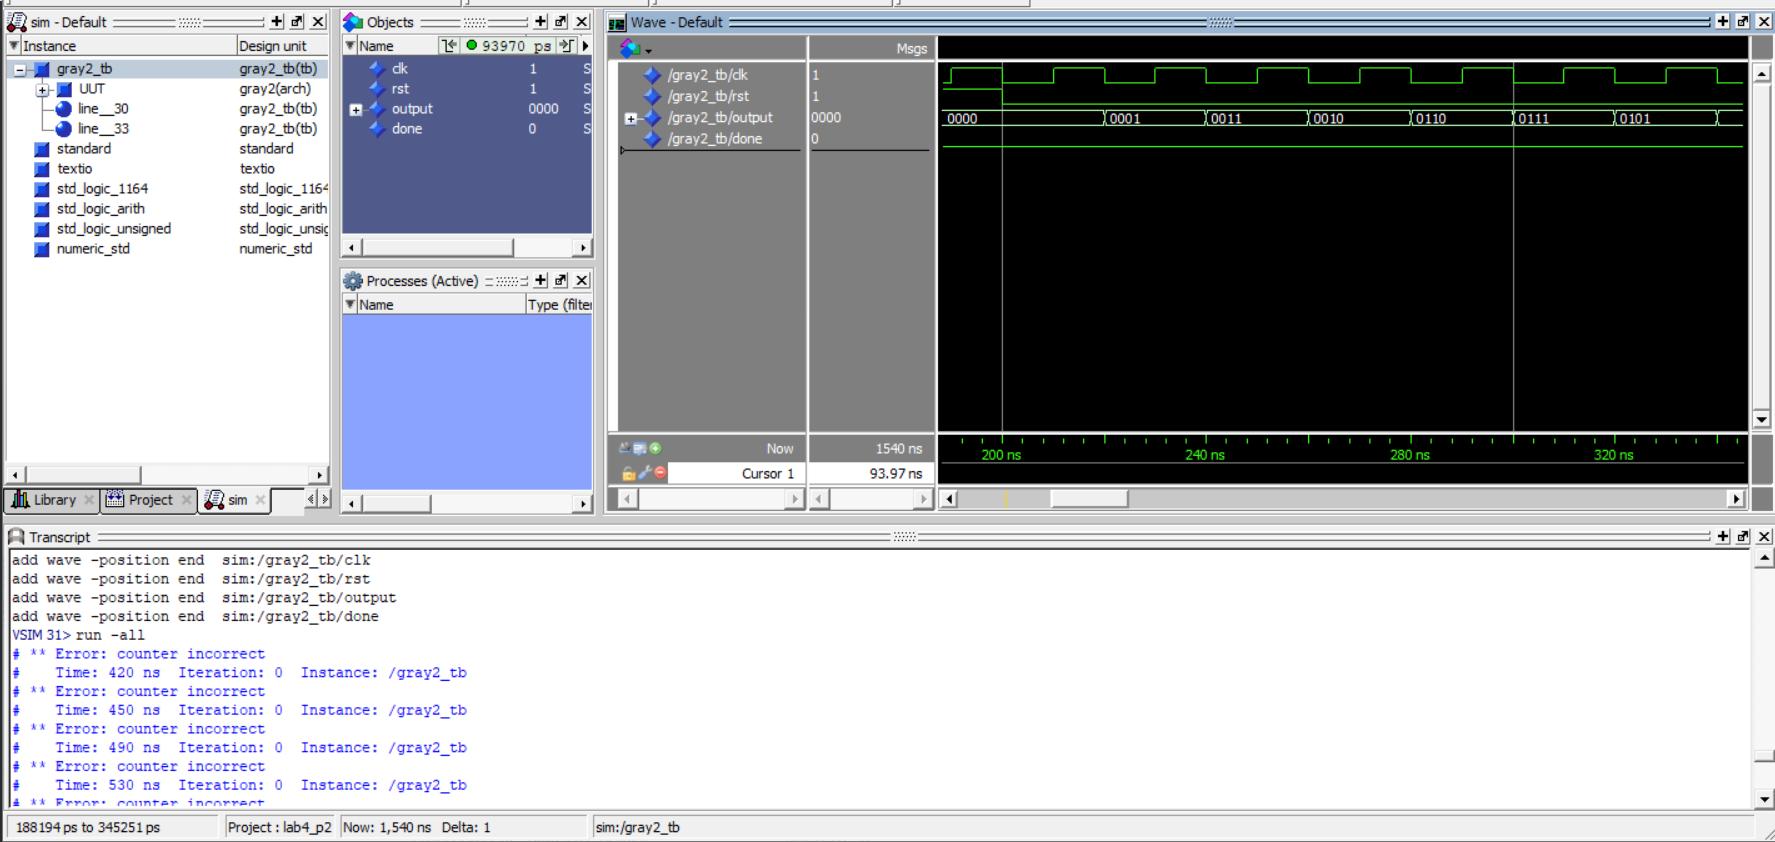 sim - Default
Instance Design unit
gray2_tb gray2_tb(tb)
UUT gray2(arch)
line__30 gray2_tb(tb)
line__33 gray2_tb(tb)
standard standard
textio textio
std_logic_1164 std_logic_1164
std_logic_arith std_logic_arith
std_logic_unsigned std_logic_unsig
numeric_std numeric_std
Library Project sim
Objects
Name 93970 ps
clk 1 S
rst 1 S
output 0000 S
done 0 S
Processes (Active)
Name Type (filter
Wave - Default
Msgs
/gray2_tb/clk 1
/gray2_tb/rst 1
/gray2_tb/output 0000 0000 0001 0011 0010 0110 0111 0101
/gray2_tb/done 0
Now 1540 ns 200 ns 240 ns 280 ns 320 ns
Cursor 1 93.97 ns
Transcript
add wave -position end  sim:/gray2_tb/clk
add wave -position end  sim:/gray2_tb/rst
add wave -position end  sim:/gray2_tb/output
add wave -position end  sim:/gray2_tb/done
VSIM 31> run -all
# ** Error: counter incorrect
#    Time: 420 ns  Iteration: 0  Instance: /gray2_tb
# ** Error: counter incorrect
#    Time: 450 ns  Iteration: 0  Instance: /gray2_tb
# ** Error: counter incorrect
#    Time: 490 ns  Iteration: 0  Instance: /gray2_tb
# ** Error: counter incorrect
#    Time: 530 ns  Iteration: 0  Instance: /gray2_tb
# ** Error: counter incorrect
188194 ps to 345251 ps Project : lab4_p2 Now: 1,540 ns  Delta: 1 sim:/gray2_tb